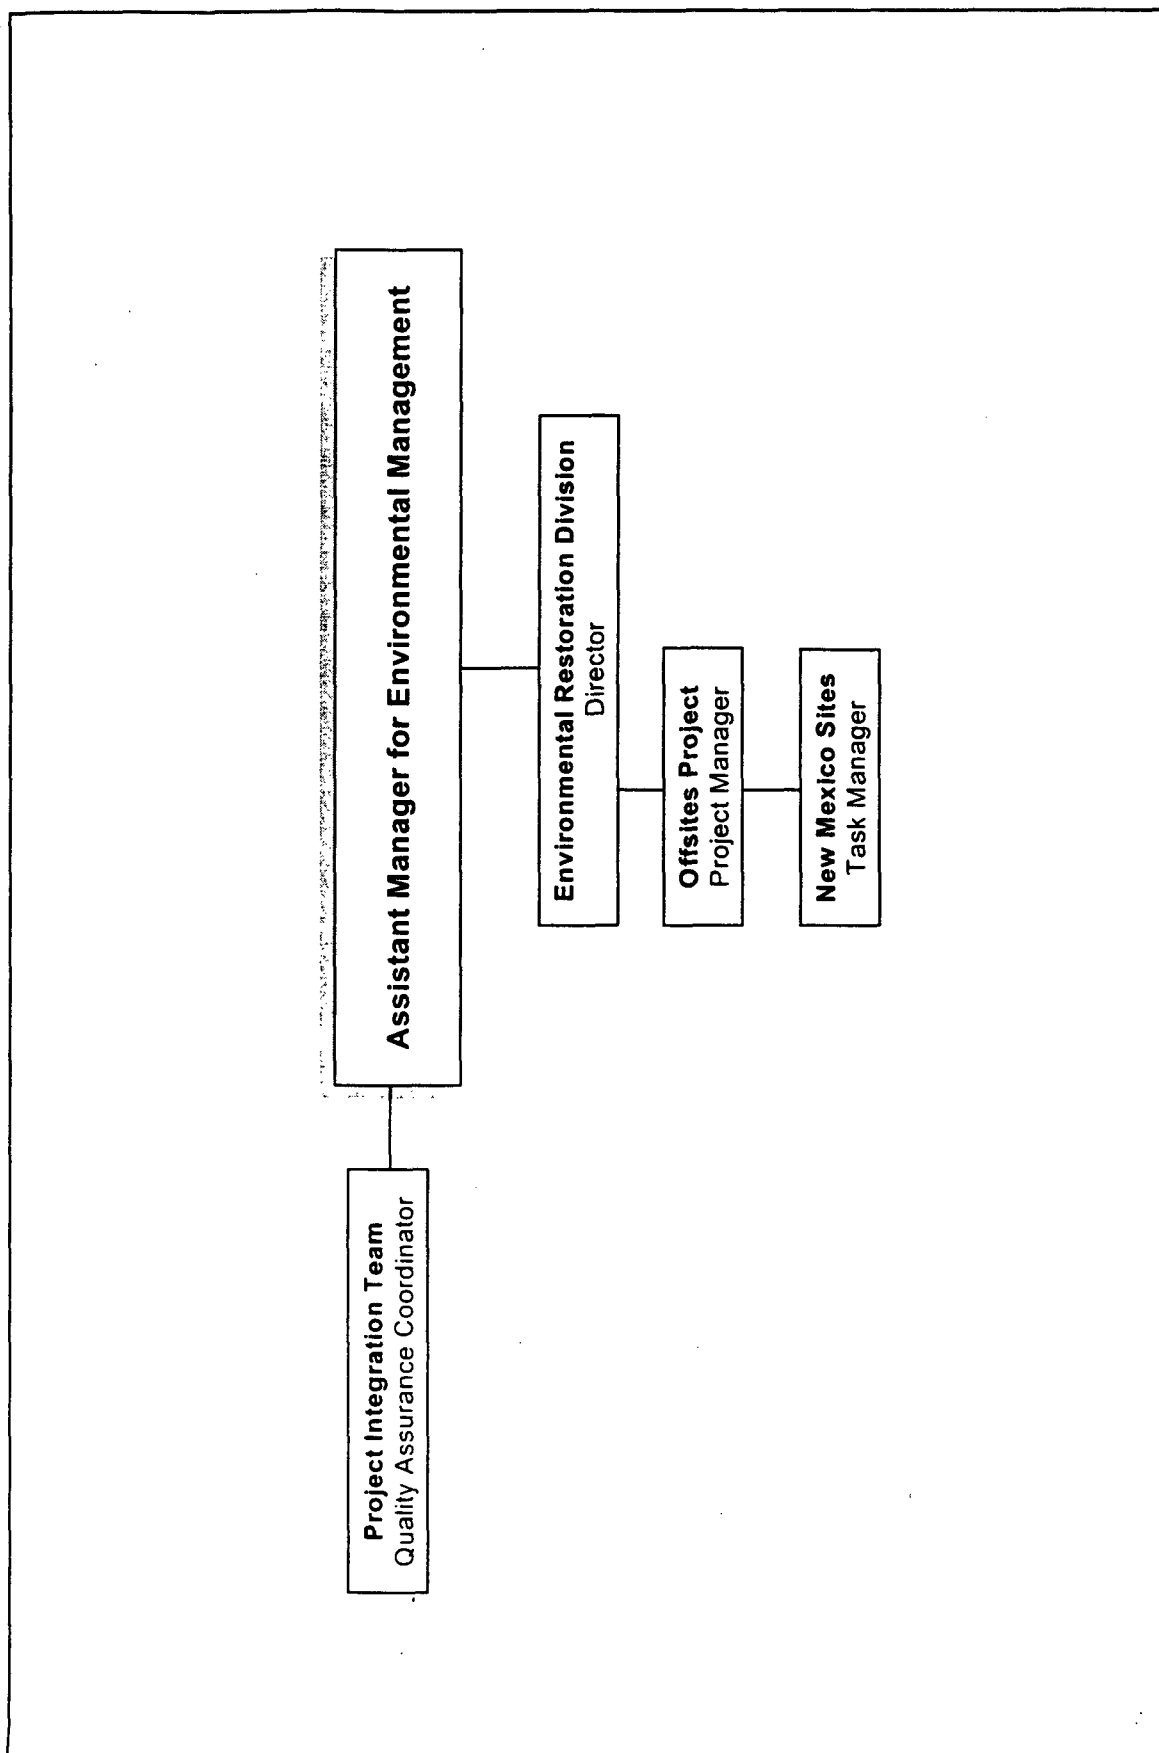 Assistant Manager for Environmental Management
Project Integration Team
Quality Assurance Coordinator
Environmental Restoration Division
Director
Offsites Project
Project Manager
New Mexico Sites
Task Manager